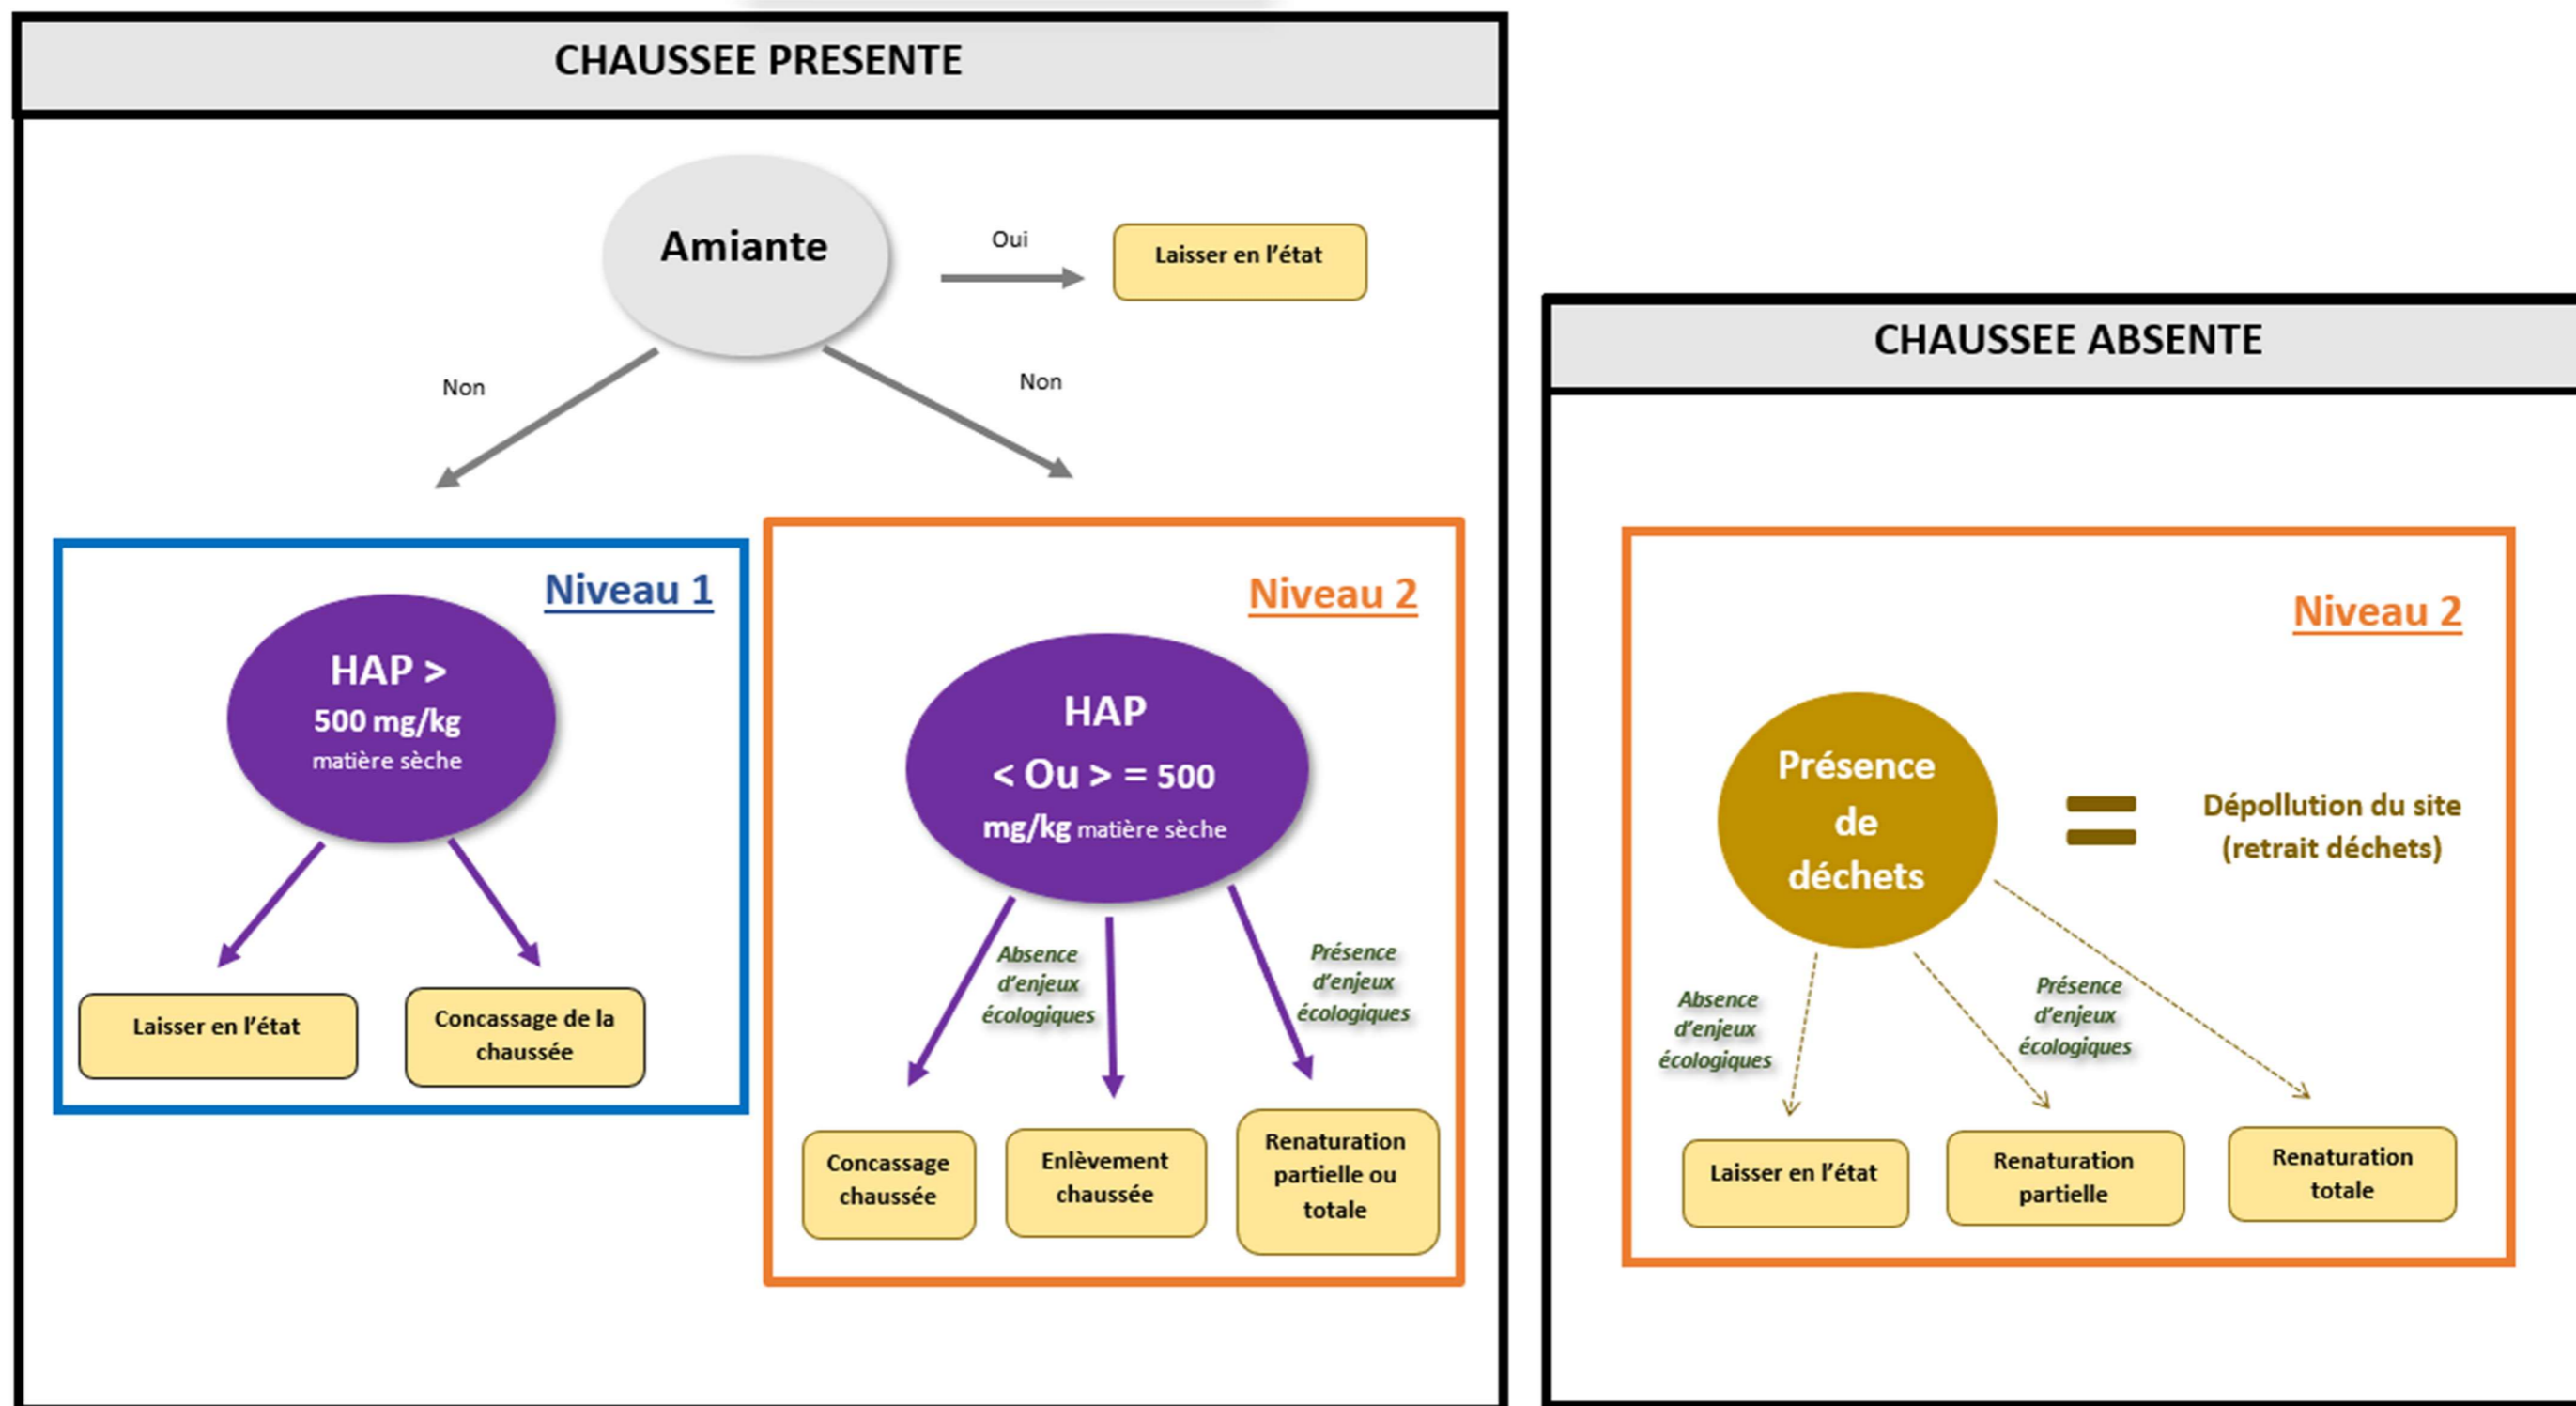 CHAUSSEE PRESENTE
Amiante
Oui
Laisser en l'état
Non
Non
Niveau 1
HAP >
500 mg/kg
matière sèche
Laisser en l'état
Concassage de la
chaussée
Niveau 2
HAP
< Ou > = 500
mg/kg matière sèche
Absence
d'enjeux
écologiques
Présence
d'enjeux
écologiques
Concassage
chaussée
Enlèvement
chaussée
Renaturation
partielle ou
totale
CHAUSSEE ABSENTE
Niveau 2
Présence
de
déchets
=
Dépollution du site
(retrait déchets)
Absence
d'enjeux
écologiques
Présence
d'enjeux
écologiques
Laisser en l'état
Renaturation
partielle
Renaturation
totale